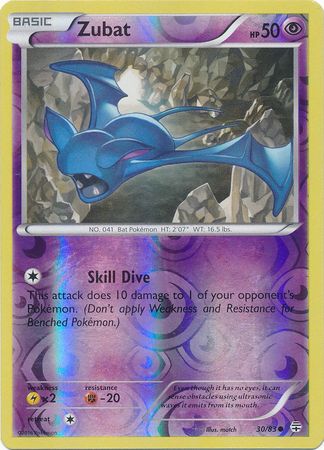 BASIC
Zubat
HP 50
NO. 041 Bat Pokémon HT: 2'07" WT: 16.5 lbs.
Skill Dive
This attack does 10 damage to 1 of your opponent's
Pokémon. (Don't apply Weakness and Resistance for
Benched Pokémon.)
weakness
×2
resistance
-20
retreat
Even though it has no eyes, it can
sense obstacles using ultrasonic
waves it emits from its mouth.
©2016 Pokémon
Illus. match
30/83